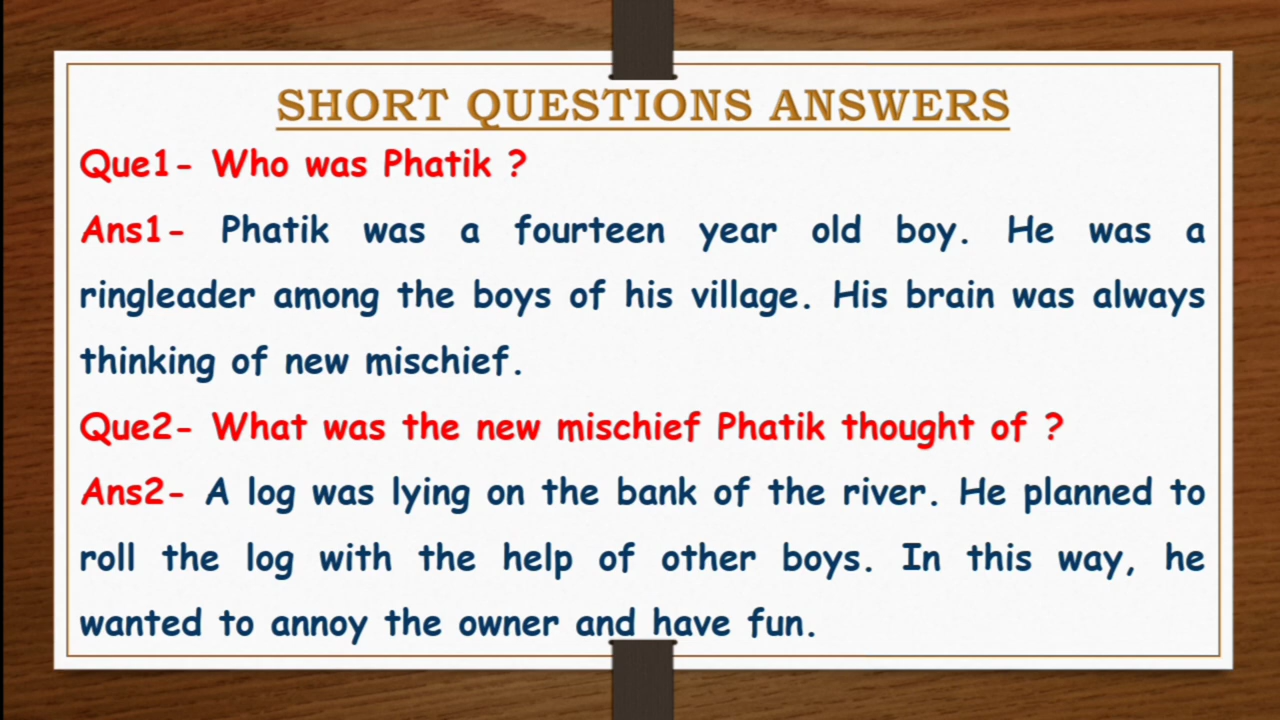 SHORT QUESTIONS ANSWERS
Que1- Who was Phatik ?
Ans1- Phatik was a fourteen year old boy. He was a
ringleader among the boys of his village. His brain was always
thinking of new mischief.
Que2- What was the new mischief Phatik thought of ?
Ans2- A log was lying on the bank of the river. He planned to
roll the log with the help of other boys. In this way, he
wanted to annoy the owner and have fun.